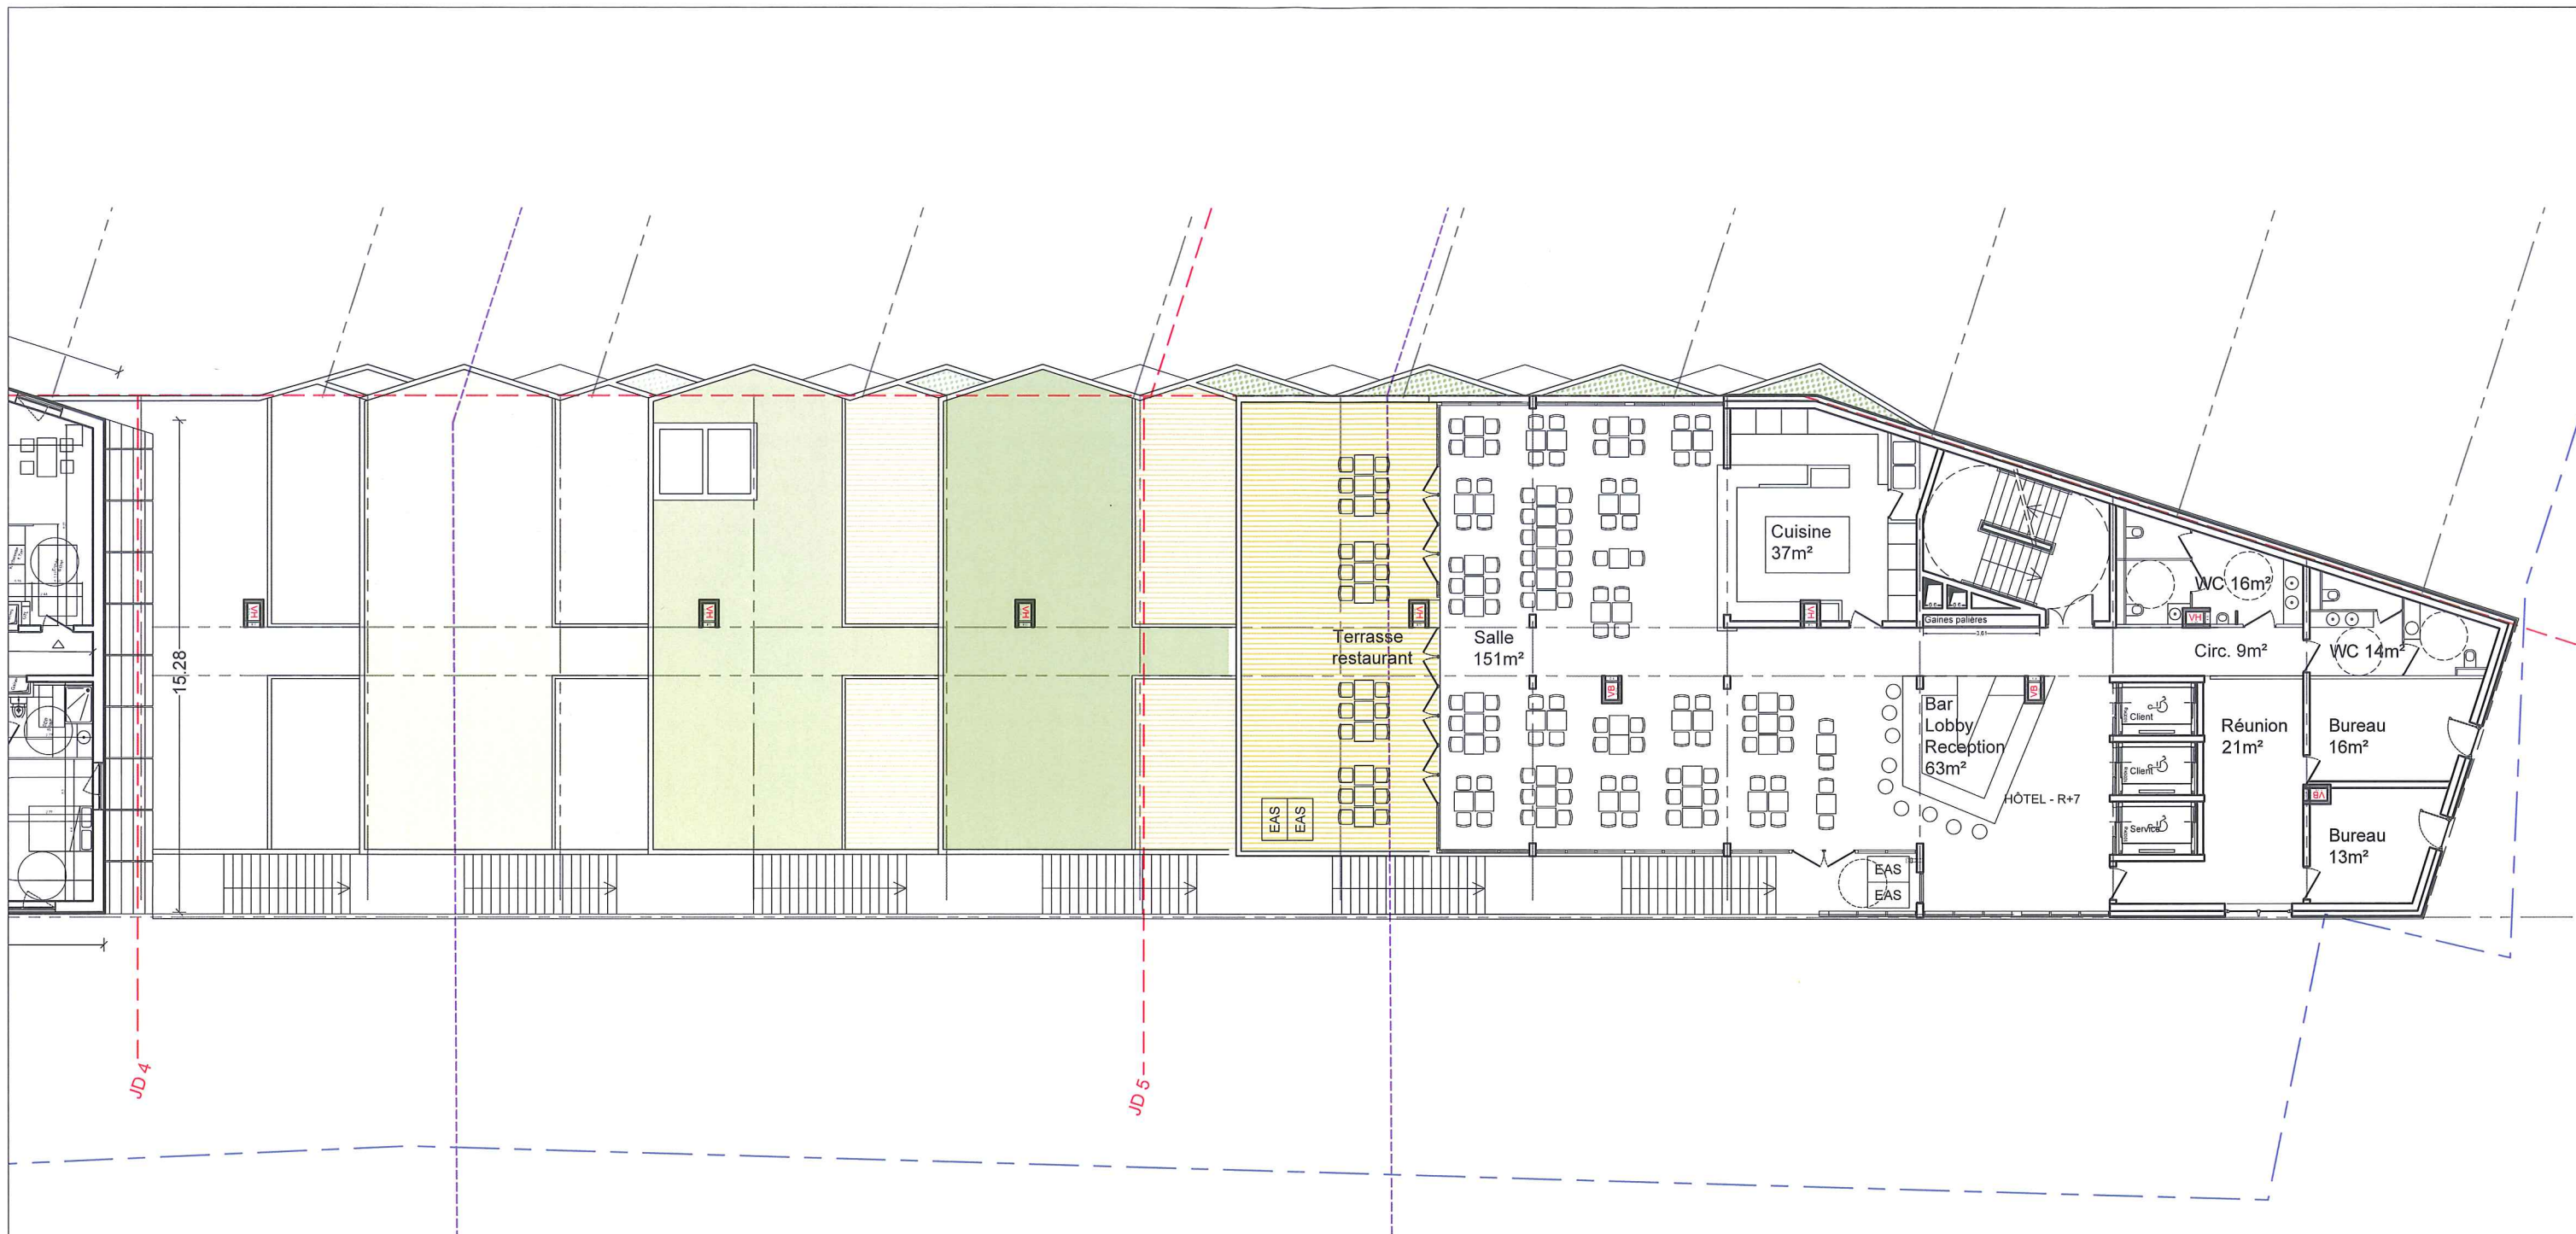 15.28
VH
VH
VH
VH
VH
VH
VB
VB
VB
Terrasse
restaurant
Salle
151m²
Cuisine
37m²
Gaines palières
3.61
WC 16m²
Circ. 9m²
WC 14m²
Bar
Lobby
Reception
63m²
HÔTEL - R+7
Client
Client
Service
Réunion
21m²
Bureau
16m²
Bureau
13m²
EAS
EAS
EAS
EAS
JD 4
JD 5